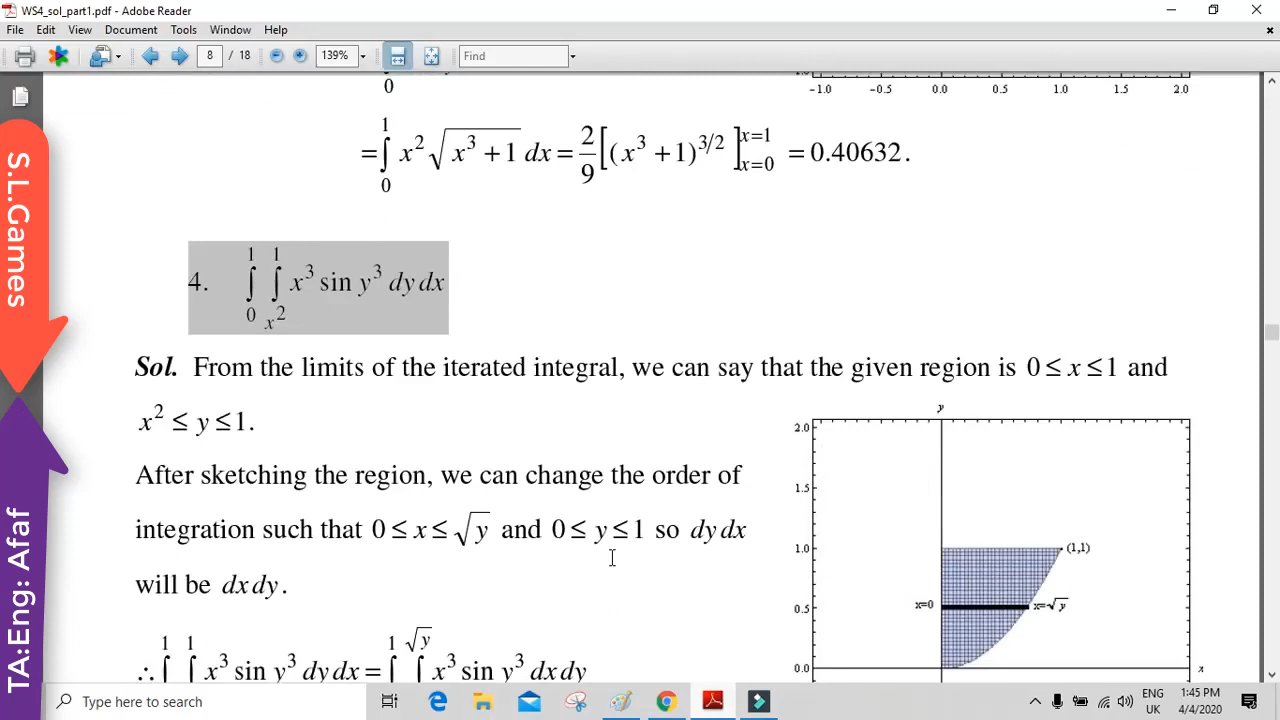 WS4_sol_part1.pdf - Adobe Reader
File Edit View Document Tools Window Help
8 / 18 139% Find
S.L.Games
TA:Eng: Afaf
0
-1.0 -0.5 0.0 0.5 1.0 1.5 2.0
= ∫₀¹ x² √(x³ + 1) dx = 2/9 [(x³ + 1)^(3/2)]_{x=0}^{x=1} = 0.40632.
4. ∫₀¹ ∫_{x²}¹ x³ sin y³ dy dx
Sol. From the limits of the iterated integral, we can say that the given region is 0 ≤ x ≤ 1 and
x² ≤ y ≤ 1.
After sketching the region, we can change the order of
integration such that 0 ≤ x ≤ √y and 0 ≤ y ≤ 1 so dy dx
will be dx dy.
∴ ∫ ¹ ∫ ¹ x³ sin y³ dy dx = ∫ ¹ ∫ ^√y x³ sin y³ dx dy
y
2.0
1.5
1.0
(1,1)
0.5
x=0
x=√y
0.0
x
Type here to search
ENG
UK
1:45 PM
4/4/2020